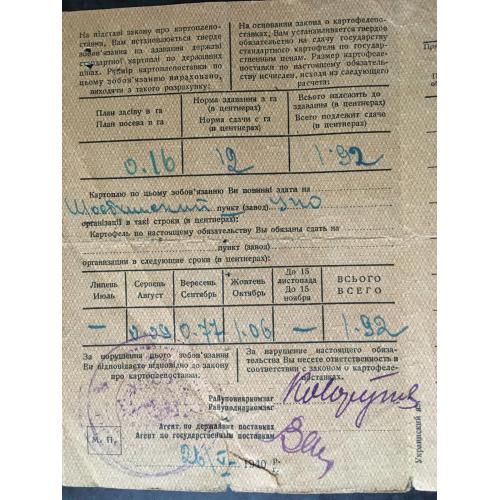 На підставі закону про картоплепо-
ставки, Вам встановлюється тверде
зобов'язання на здавання державі
стандартної картоплі по державних
цінах. Розмір картоплепоставки по
цьому зобов'язанню вираховано,
виходячи з такого розрахунку:
На основании закона о картофелепо-
ставках, Вам устанавливается твердое
обязательство на сдачу государству
стандартного картофеля по государ-
ственным ценам. Размер картофеле-
поставок по настоящему обязатель-
ству исчислен, исходя из следующего
расчета:
План засіву в га
План посева в га
Норма здавання з га
(в центнерах)
Норма сдачи с га
(в центнерах)
Всього належить до
здавання (в центнерах)
Всего подлежит сдаче
(в центнерах)
0.16 12 1.92
Картоплю по цьому зобов'язанню Ви повинні здати на
пункт (завод)
організації в такі строки (в центнерах):
Картофель по настоящему обязательству Вы обязаны сдать на
пункт (завод)
организации в следующие сроки (в центнерах):
Липень
Июль
Серпень
Август
Вересень
Сентябрь
Жовтень
Октябрь
До 15
листопада
До 15
ноября
ВСЬОГО
ВСЕГО
— 0.77 1.06 — 1.92
За порушення цього зобов'язання
Ви відповідаєте відповідно до закону
про картоплепоставки.
За нарушение настоящего обяза-
тельства Вы несете ответственность в
соответствии с законом о картофеле-
поставках.
Райуповнаркомзаг
Райуполнаркомзаг
Агент по державних поставках
Агент по государственным поставкам
М. П.
1940 р.
г.
Украинский